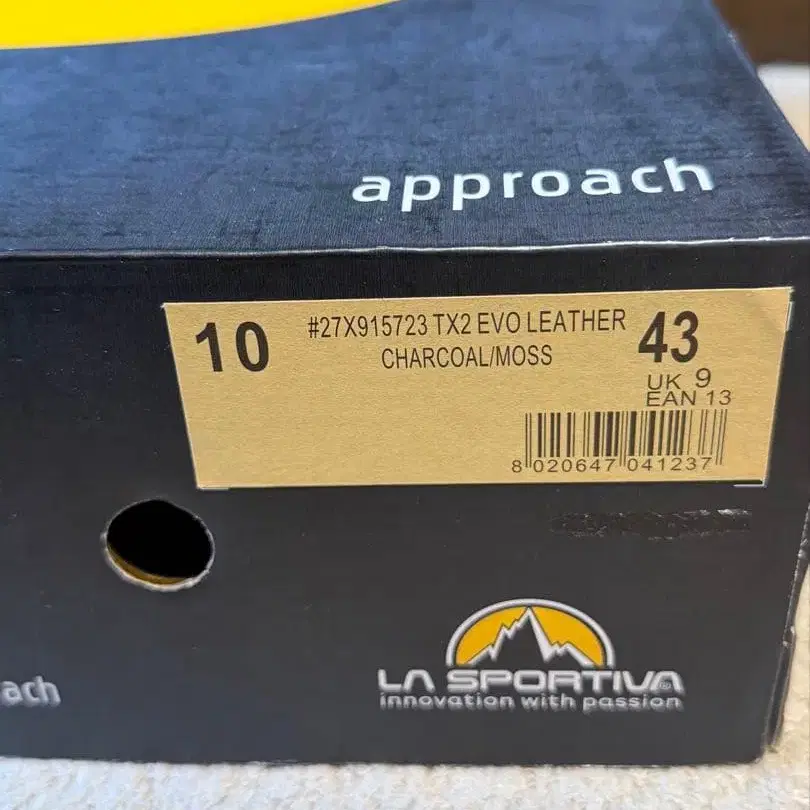 approach
10
#27X915723 TX2 EVO LEATHER
CHARCOAL/MOSS
43
UK 9
EAN 13
8 020647 041237
LA SPORTIVA®
innovation with passion
ach